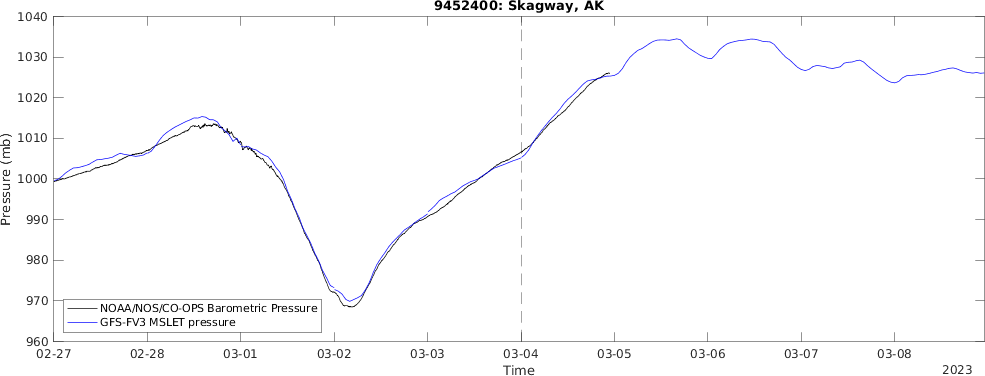 9452400: Skagway, AK
Pressure (mb)
1040
1030
1020
1010
1000
990
980
970
960
NOAA/NOS/CO-OPS Barometric Pressure
GFS-FV3 MSLET pressure
02-27 02-28 03-01 03-02 03-03 03-04 03-05 03-06 03-07 03-08
Time
2023